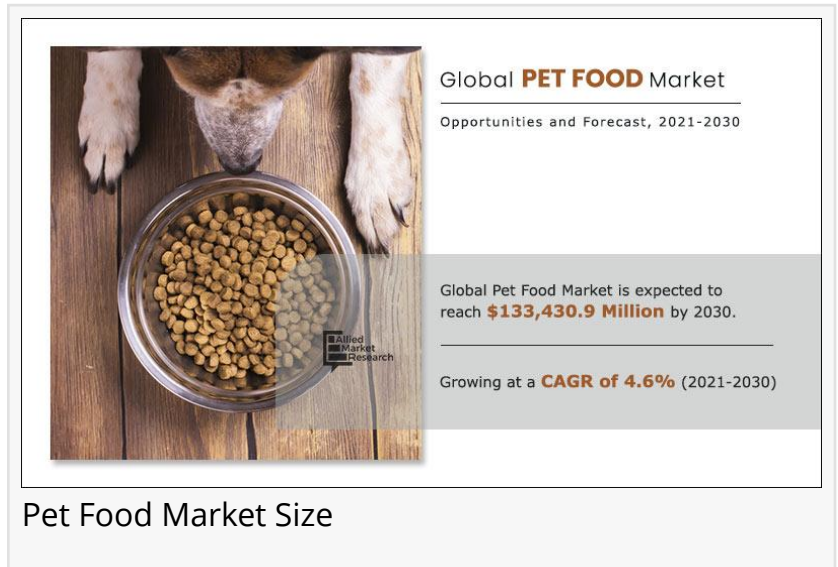 Global PET FOOD Market
Opportunities and Forecast, 2021-2030
Global Pet Food Market is expected to
reach $133,430.9 Million by 2030.
Allied
Market
Research
Growing at a CAGR of 4.6% (2021-2030)
Pet Food Market Size